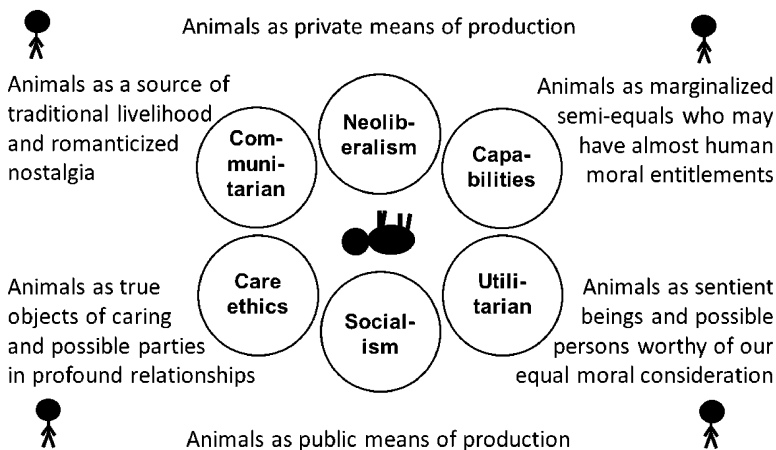 Animals as private means of production
Animals as a source of
traditional livelihood
and romanticized
nostalgia
Com-
muni-
tarian
Neolib-
eralism
Capa-
bilities
Animals as marginalized
semi-equals who may
have almost human
moral entitlements
Animals as true
objects of caring
and possible parties
in profound relationships
Care
ethics
Social-
ism
Utili-
tarian
Animals as sentient
beings and possible
persons worthy of our
equal moral consideration
Animals as public means of production